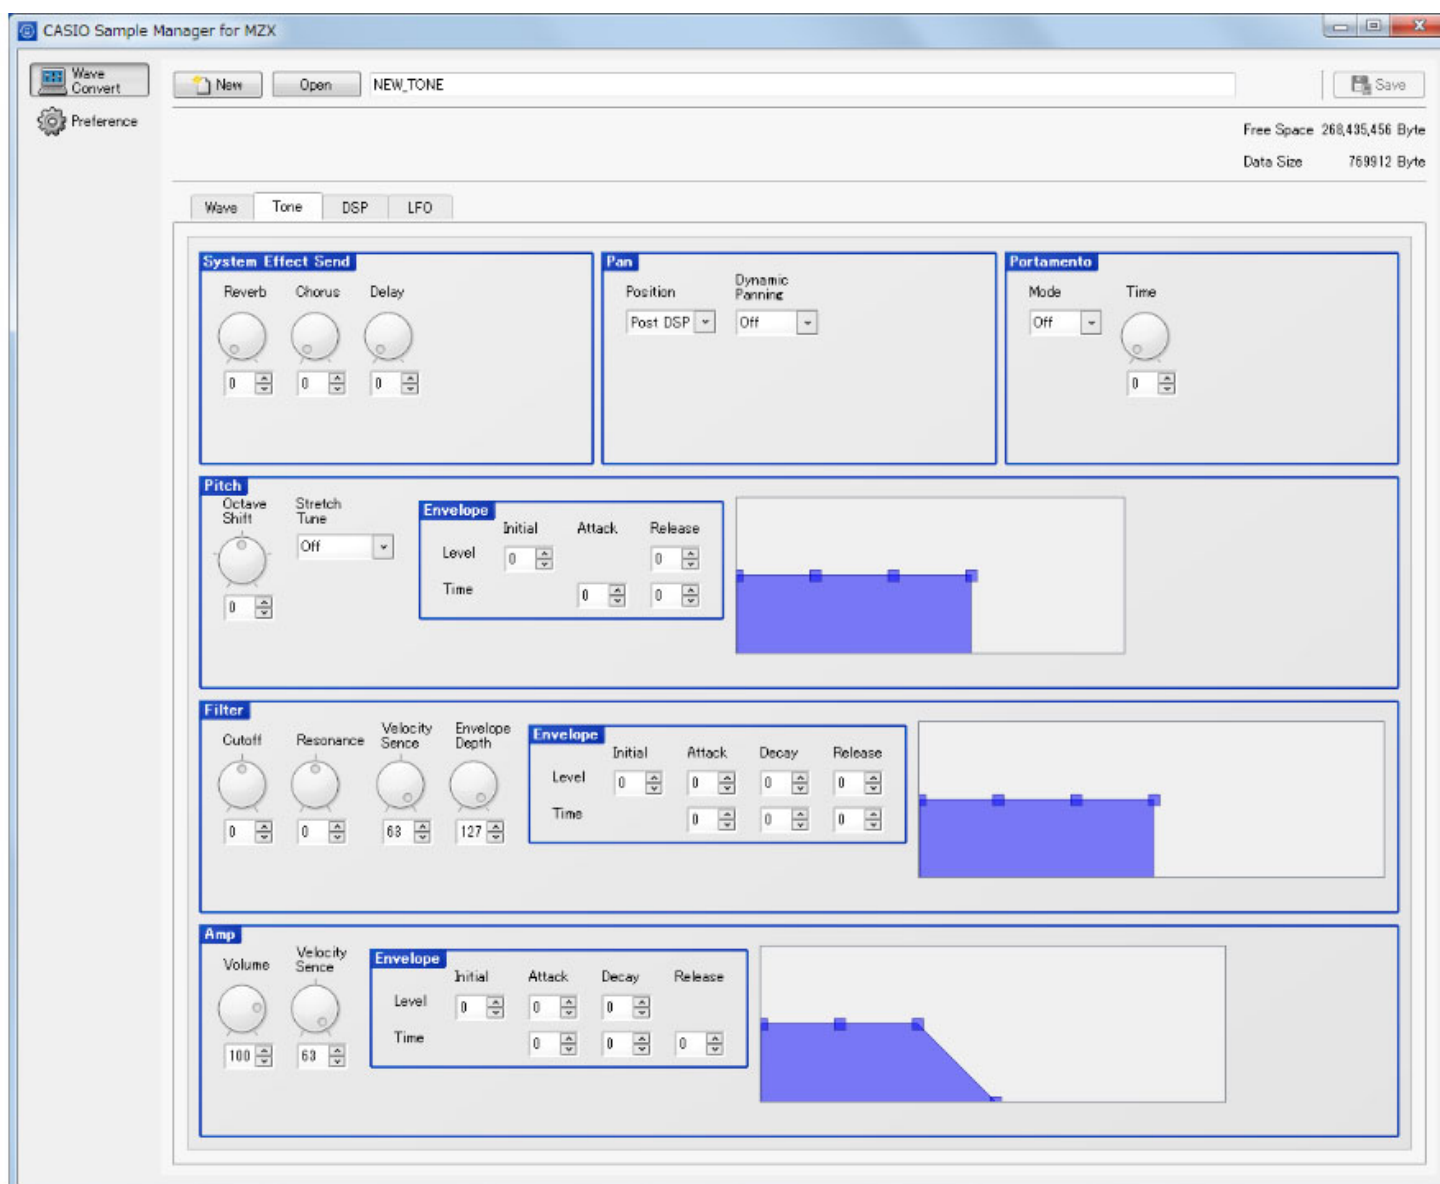 CASIO Sample Manager for MZX
Wave
Convert
Preference
New
Open
NEW_TONE
Save
Free Space 268,435,456 Byte
Data Size 769912 Byte
Wave Tone DSP LFO
System Effect Send
Reverb Chorus Delay
0 0 0
Pan
Position
Dynamic
Panning
Post DSP
Off
Portamento
Mode Time
Off
0
Pitch
Octave
Shift
Stretch
Tune
Off
0
Envelope
Initial Attack Release
Level 0 0
Time 0 0
Filter
Cutoff
Resonance
Velocity
Sence
Envelope
Depth
0 0 63 127
Envelope
Initial Attack Decay Release
Level 0 0 0 0
Time 0 0 0
Amp
Volume
Velocity
Sence
100 63
Envelope
Initial Attack Decay Release
Level 0 0 0
Time 0 0 0